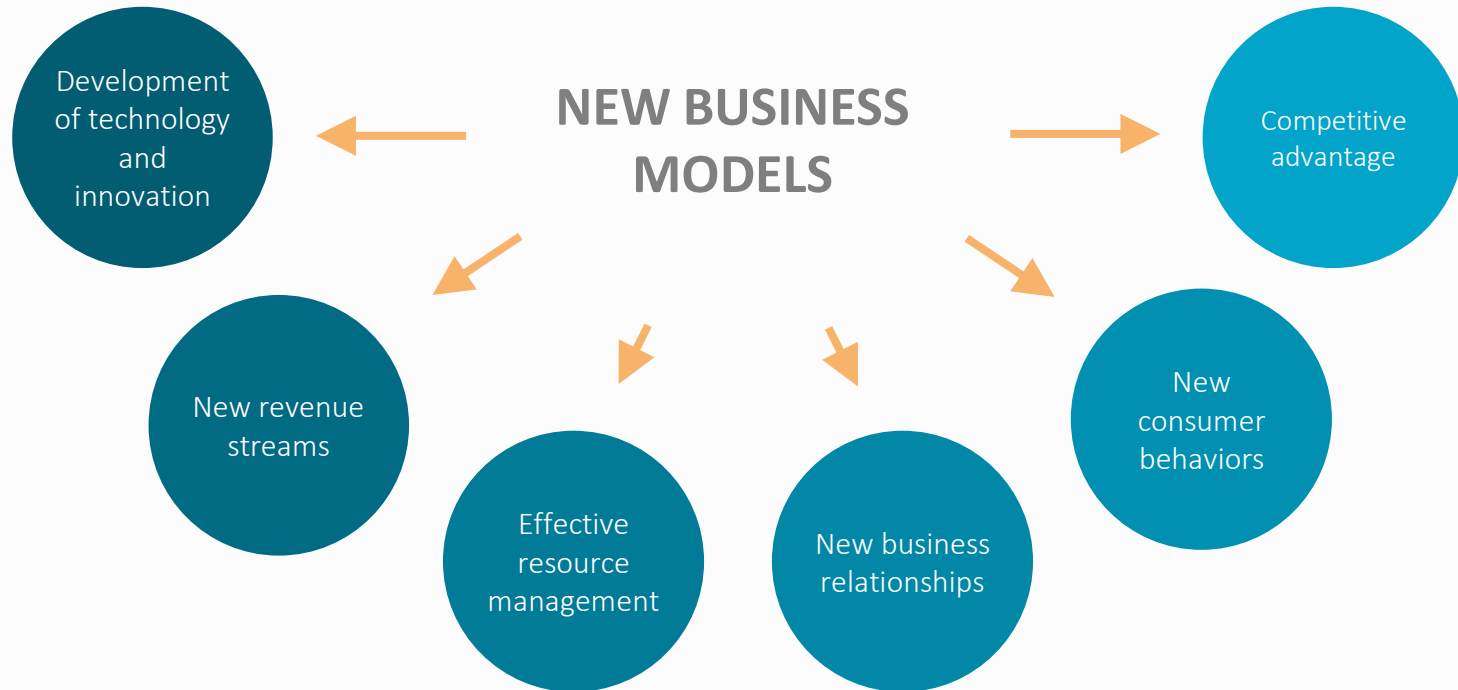 NEW BUSINESS
MODELS
Development
of technology
and
innovation
New revenue
streams
Effective
resource
management
New business
relationships
New
consumer
behaviors
Competitive
advantage